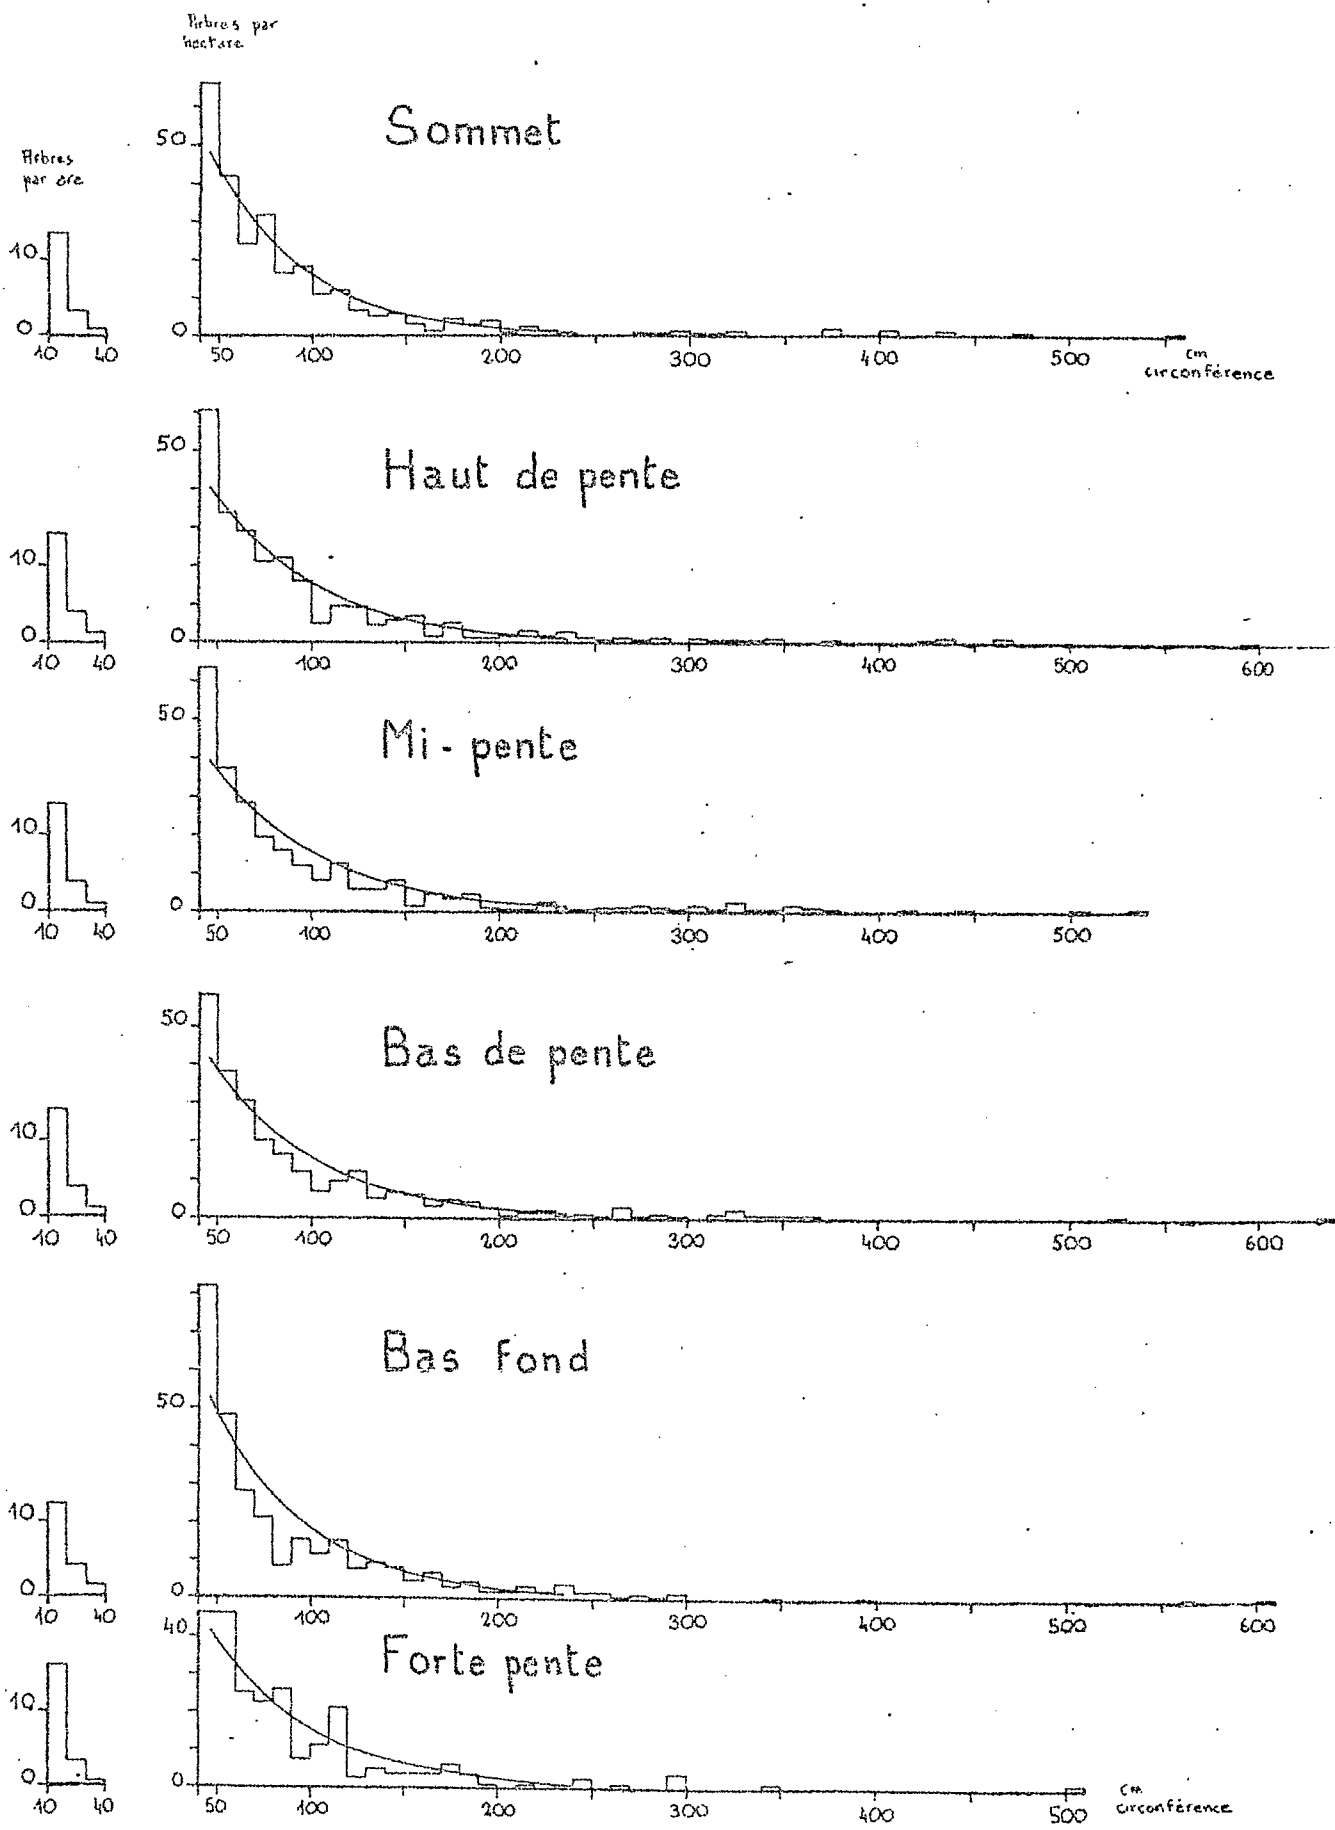 Arbres par
hectare
Sommet
50
0
Arbres
par are
10
0
10 40
50 100 200 300 400 500
cm
circonférence
Haut de pente
50
0
10
0
10 40
100 200 300 400 500 600
Mi-pente
50
0
10
0
10 40
50 100 200 300 400 500
Bas de pente
50
0
10
0
10 40
50 100 200 300 400 500 600
Bas fond
50
0
10
0
10 40
100 200 300 400 500 600
Forte pente
40
0
10
0
10 40
50 100 200 300 400 500
cm
circonférence